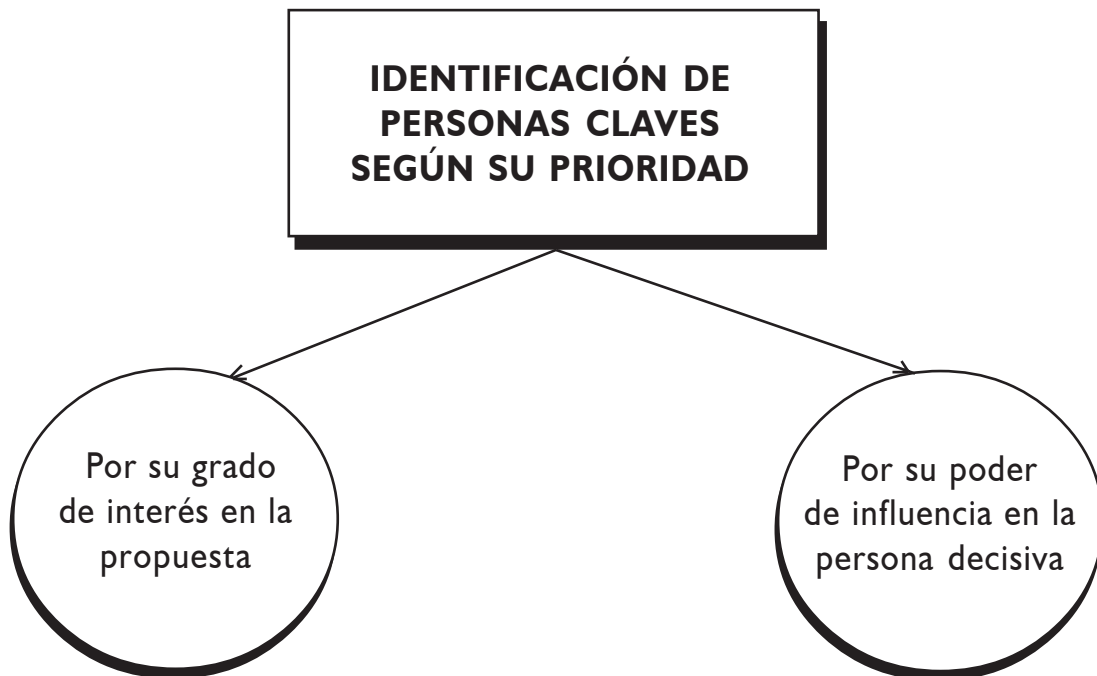 IDENTIFICACIÓN DE
PERSONAS CLAVES
SEGÚN SU PRIORIDAD
Por su grado
de interés en la
propuesta
Por su poder
de influencia en la
persona decisiva